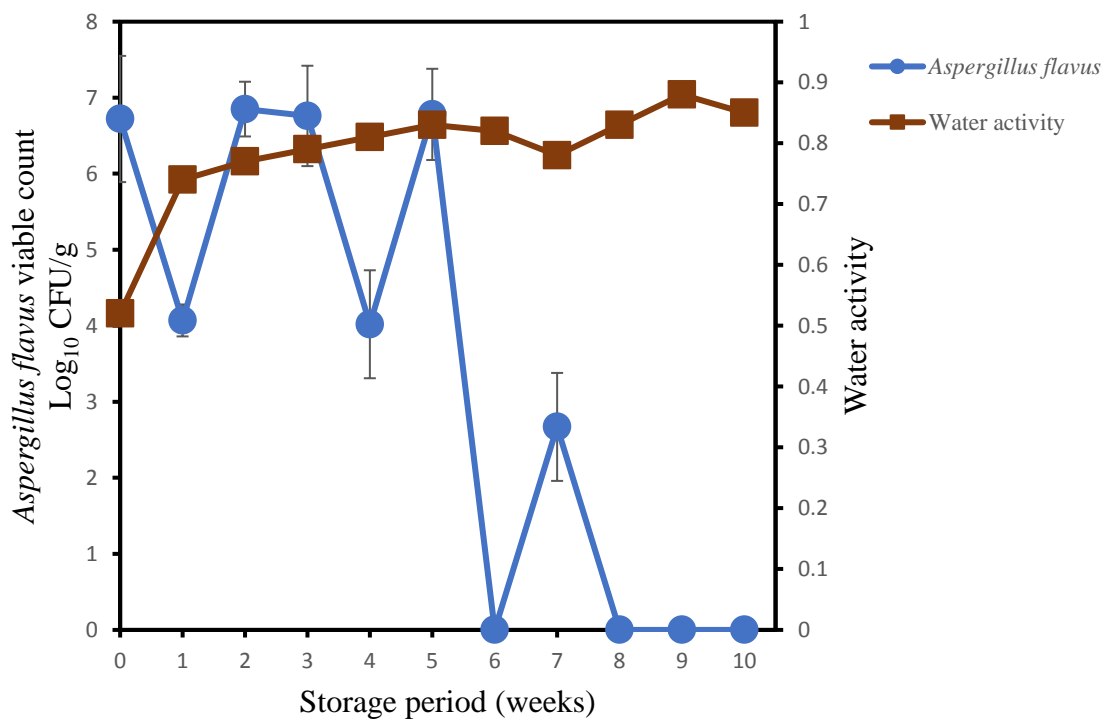 Aspergillus flavus viable count
Log₁₀ CFU/g
8
7
6
5
4
3
2
1
0
0 1 2 3 4 5 6 7 8 9 10
Storage period (weeks)
1
0.9
0.8
0.7
0.6
0.5
0.4
0.3
0.2
0.1
0
Water activity
Aspergillus flavus
Water activity